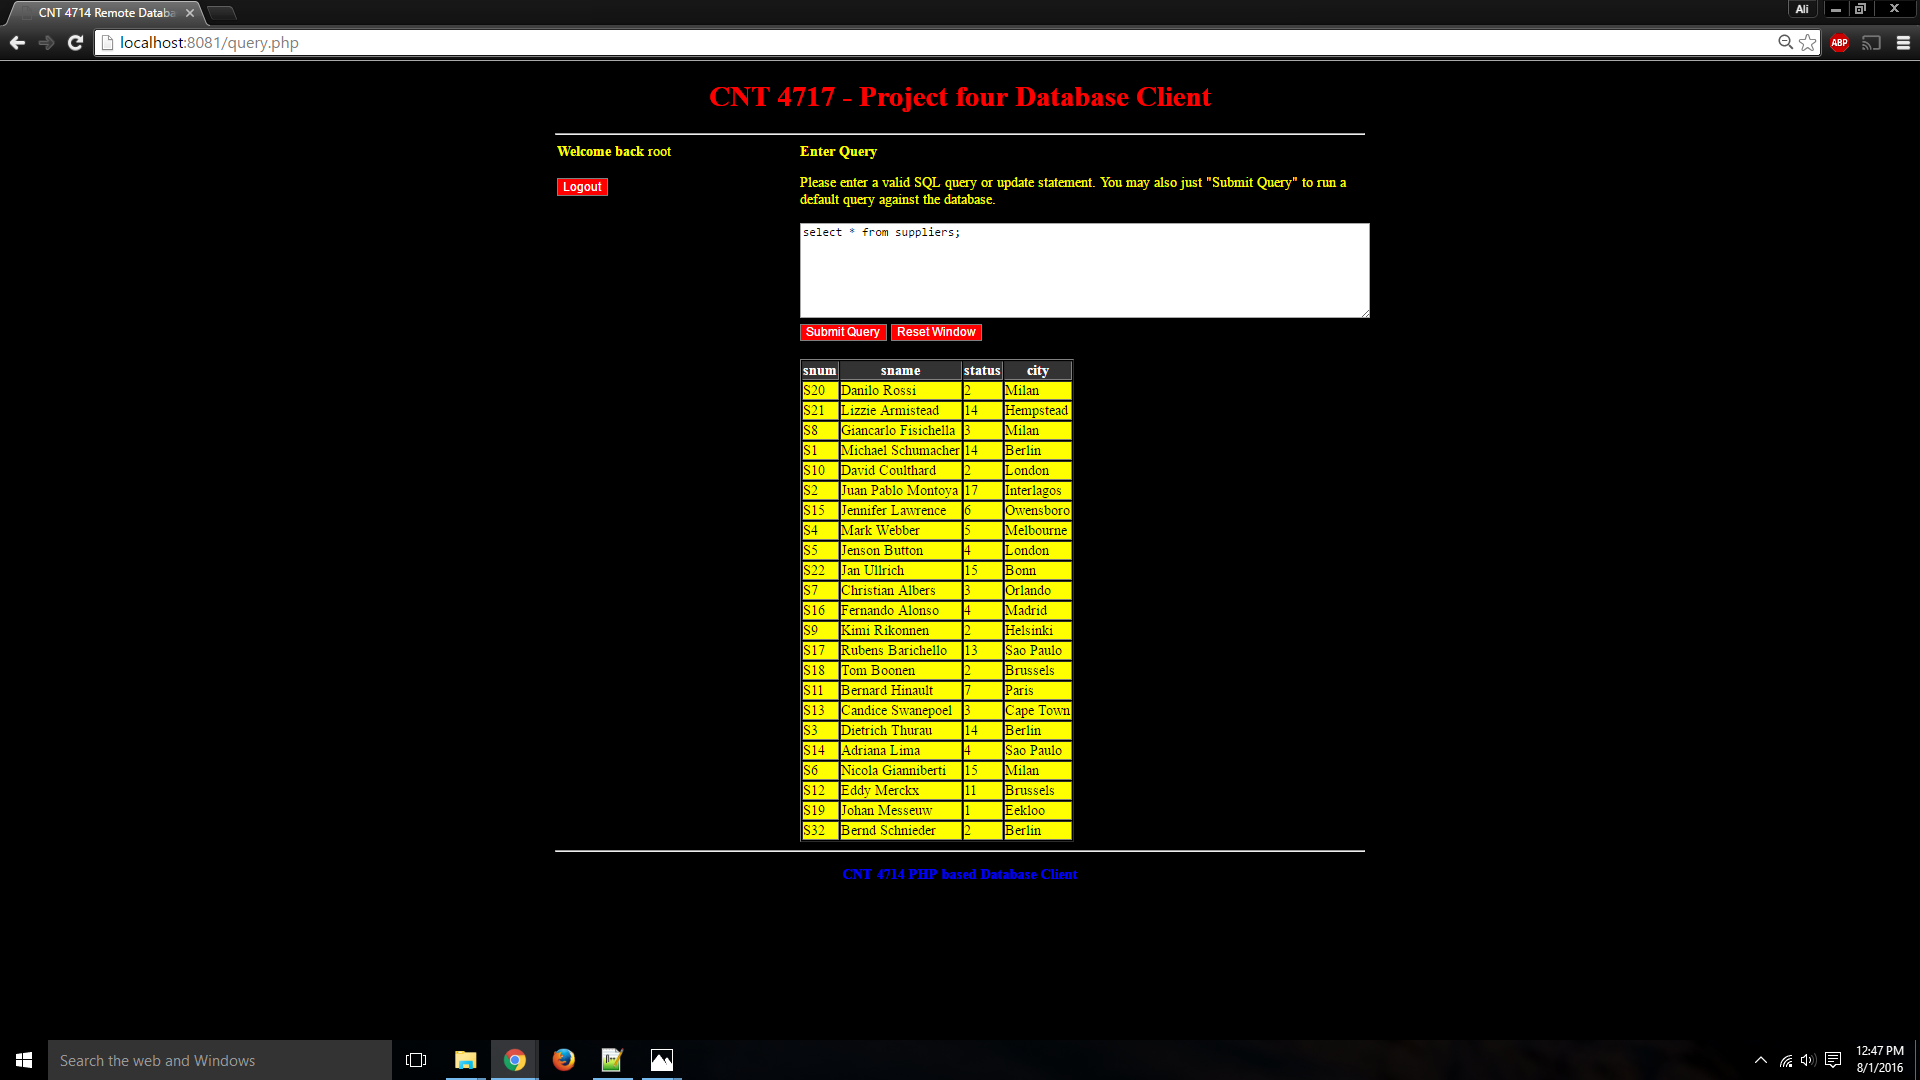 CNT 4714 Remote Databa
Ali
localhost:8081/query.php
ABP
CNT 4717 - Project four Database Client
Welcome back root
Logout
Enter Query
Please enter a valid SQL query or update statement. You may also just "Submit Query" to run a
default query against the database.
select * from suppliers;
Submit Query Reset Window
snum sname status city
S20 Danilo Rossi 2 Milan
S21 Lizzie Armistead 14 Hempstead
S8 Giancarlo Fisichella 3 Milan
S1 Michael Schumacher 14 Berlin
S10 David Coulthard 2 London
S2 Juan Pablo Montoya 17 Interlagos
S15 Jennifer Lawrence 6 Owensboro
S4 Mark Webber 5 Melbourne
S5 Jenson Button 4 London
S22 Jan Ullrich 15 Bonn
S7 Christian Albers 3 Orlando
S16 Fernando Alonso 4 Madrid
S9 Kimi Rikonnen 2 Helsinki
S17 Rubens Barichello 13 Sao Paulo
S18 Tom Boonen 2 Brussels
S11 Bernard Hinault 7 Paris
S13 Candice Swanepoel 3 Cape Town
S3 Dietrich Thurau 14 Berlin
S14 Adriana Lima 4 Sao Paulo
S6 Nicola Gianniberti 15 Milan
S12 Eddy Merckx 11 Brussels
S19 Johan Messeuw 1 Eekloo
S32 Bernd Schnieder 2 Berlin
CNT 4714 PHP based Database Client
Search the web and Windows
12:47 PM
8/1/2016